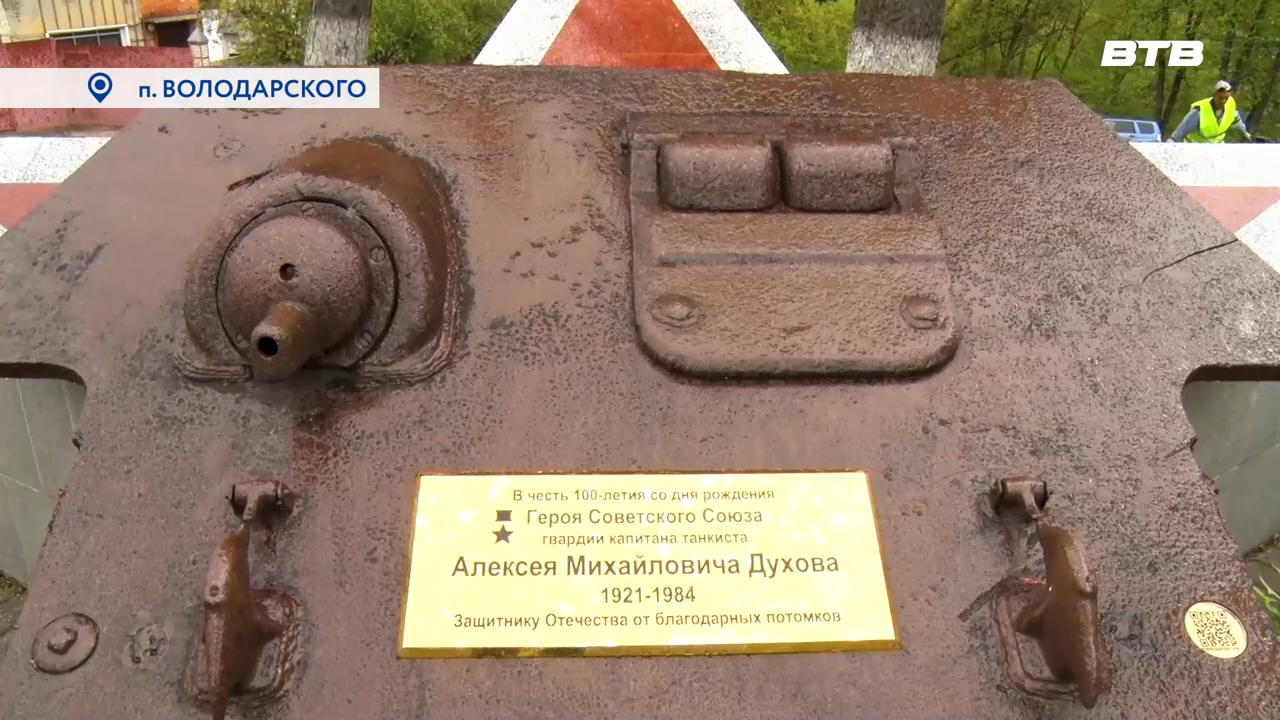 ВТВ
п. ВОЛОДАРСКОГО
В честь 100-летия со дня рождения
Героя Советского Союза
гвардии капитана танкиста
Алексея Михайловича Духова
1921-1984
Защитнику Отечества от благодарных потомков